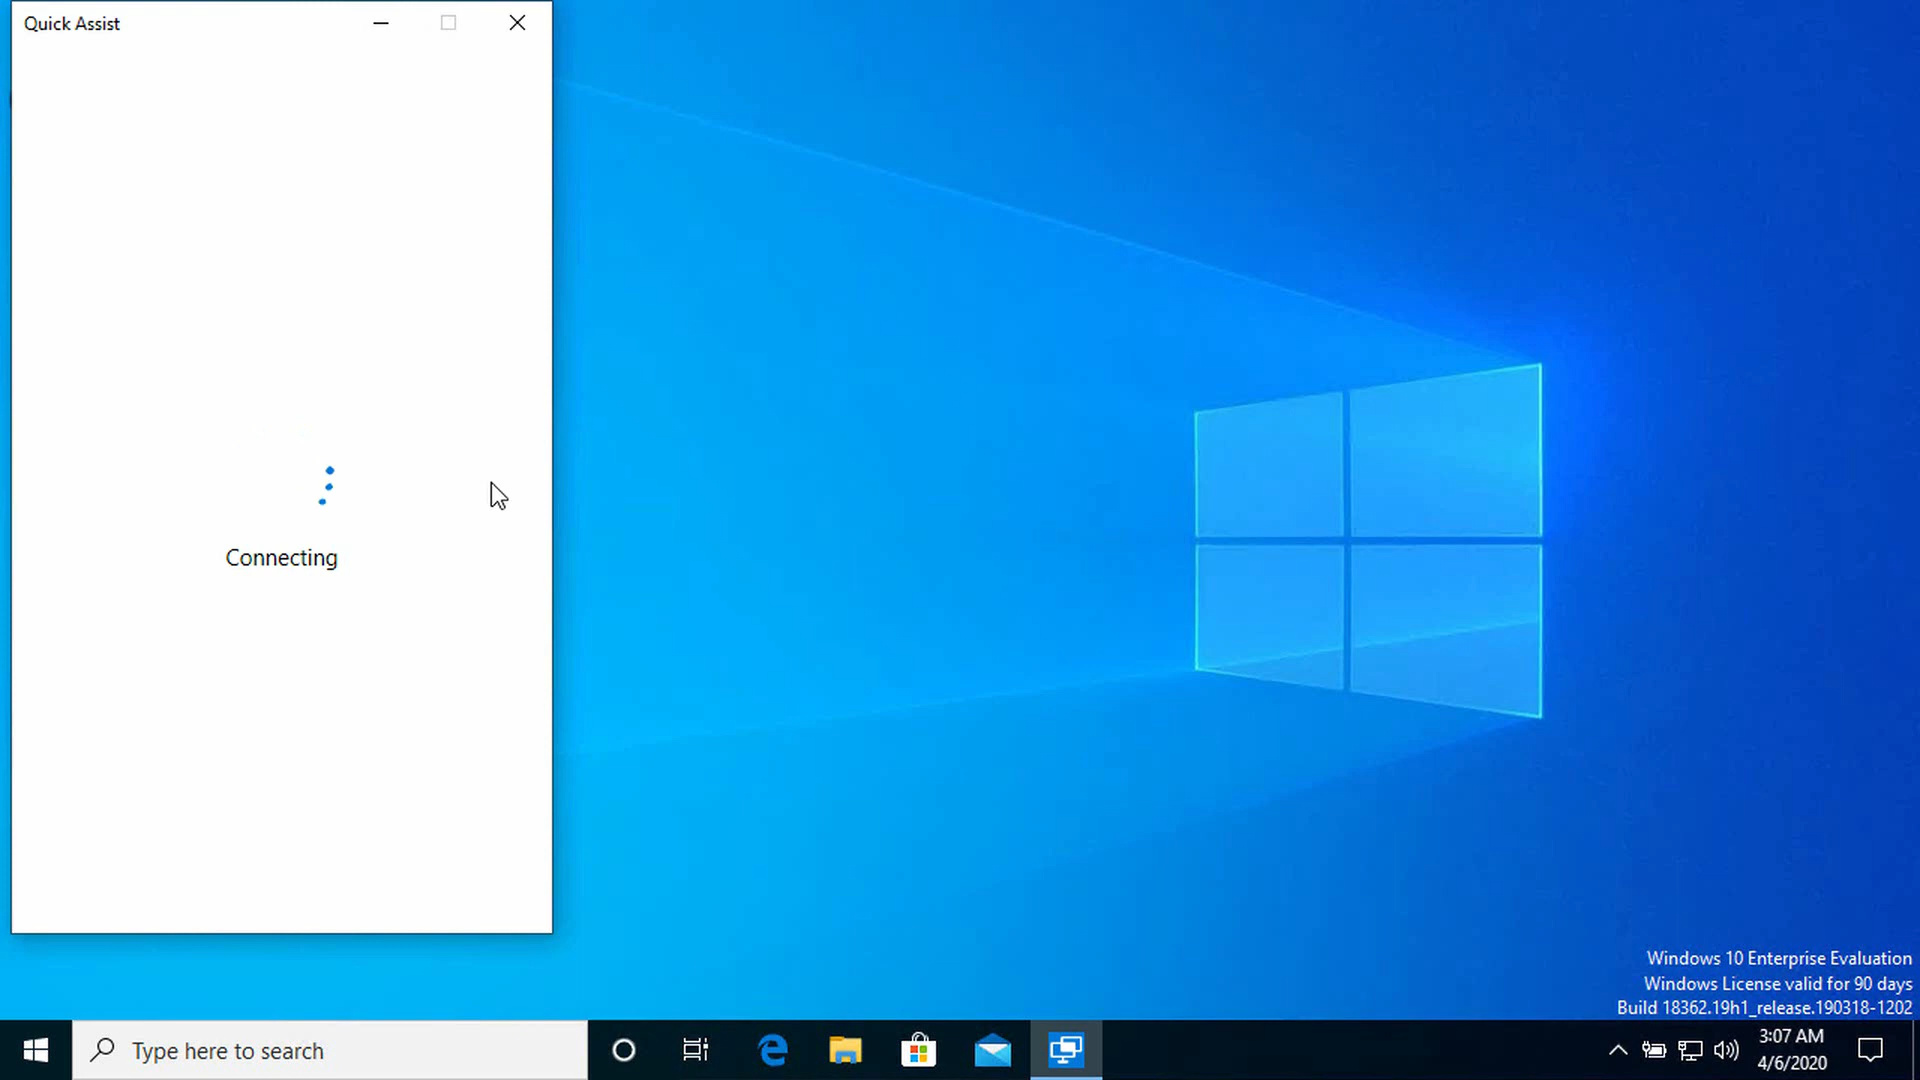 Quick Assist
Connecting
Windows 10 Enterprise Evaluation
Windows License valid for 90 days
Build 18362.19h1_release.190318-1202
Type here to search
3:07 AM
4/6/2020